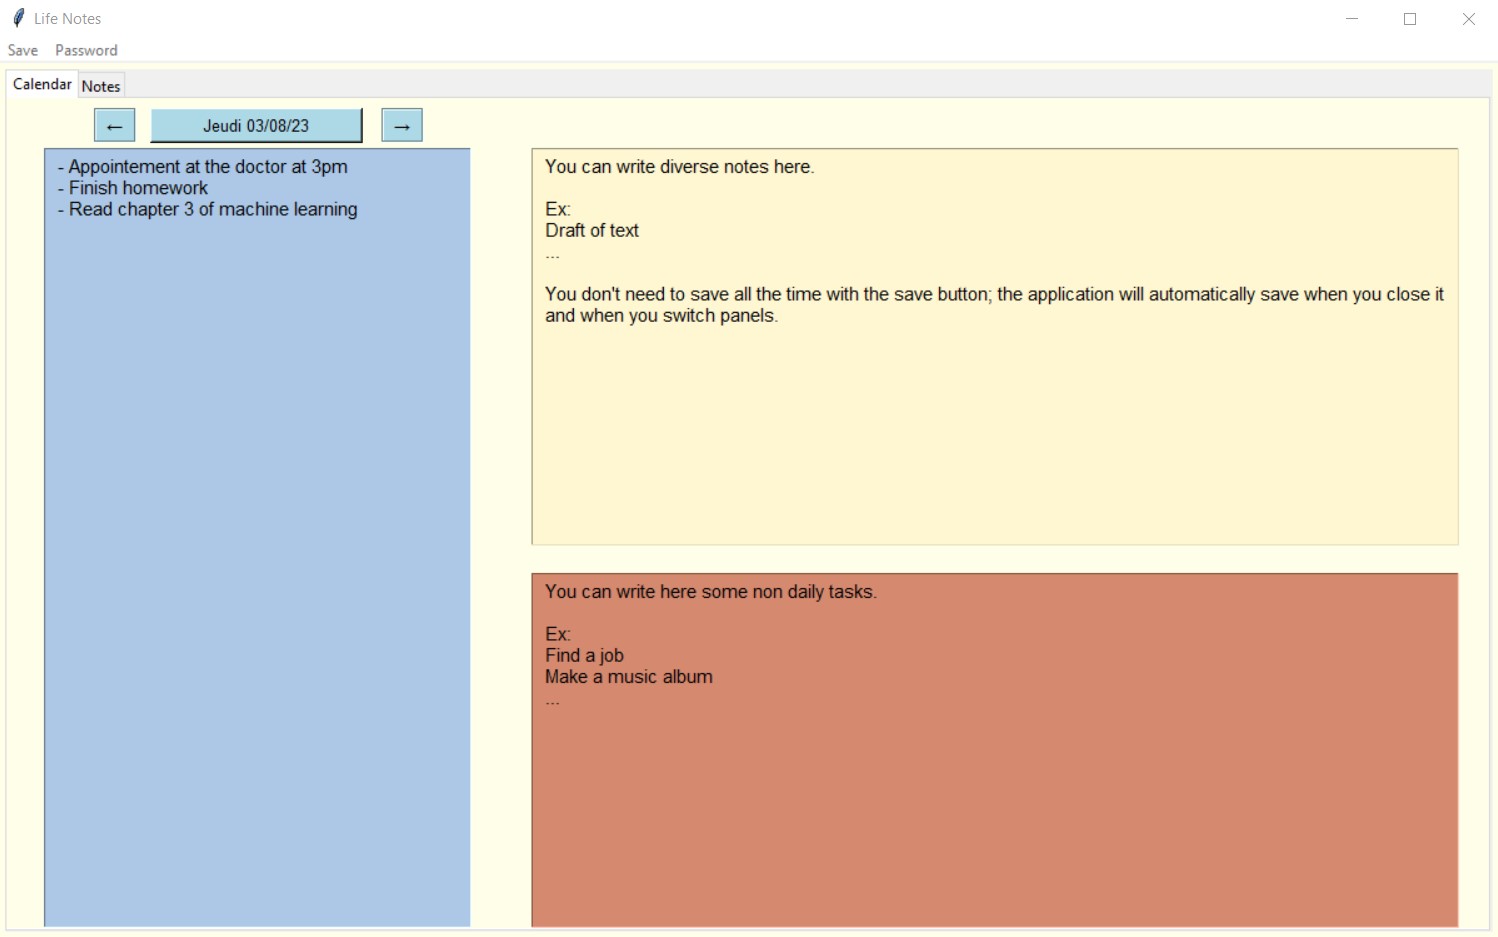 Life Notes
Save Password
Calendar Notes
← Jeudi 03/08/23 →
- Appointement at the doctor at 3pm
- Finish homework
- Read chapter 3 of machine learning
You can write diverse notes here.
Ex:
Draft of text
...
You don't need to save all the time with the save button; the application will automatically save when you close it
and when you switch panels.
You can write here some non daily tasks.
Ex:
Find a job
Make a music album
...